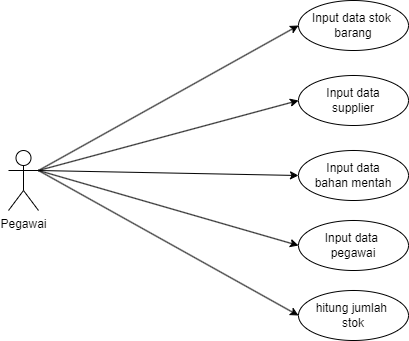 Input data stok
barang
Input data
supplier
Input data
bahan mentah
Pegawai
Input data
pegawai
hitung jumlah
stok